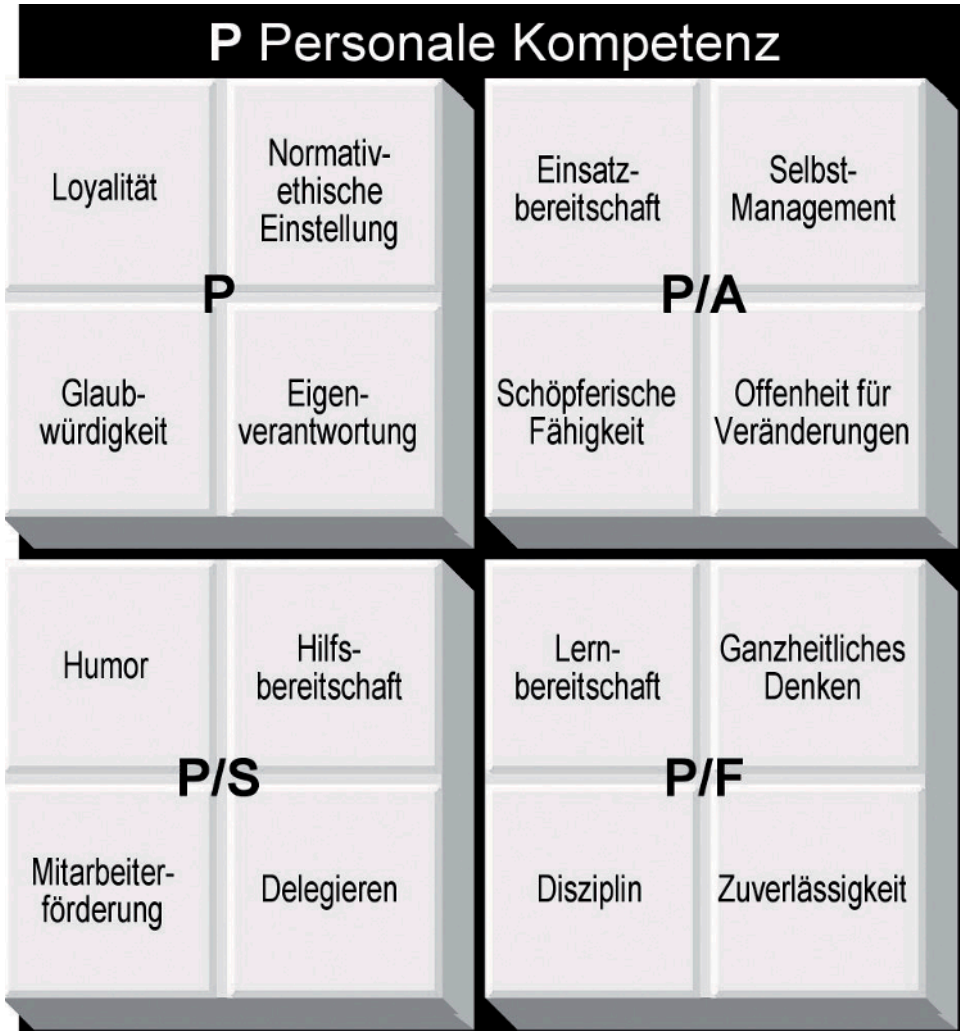 P Personale Kompetenz
Loyalität
Normativ-
ethische
Einstellung
P
Glaub-
würdigkeit
Eigen-
verantwortung
Einsatz-
bereitschaft
Selbst-
Management
P/A
Schöpferische
Fähigkeit
Offenheit für
Veränderungen
Humor
Hilfs-
bereitschaft
P/S
Mitarbeiter-
förderung
Delegieren
Lern-
bereitschaft
Ganzheitliches
Denken
P/F
Disziplin
Zuverlässigkeit